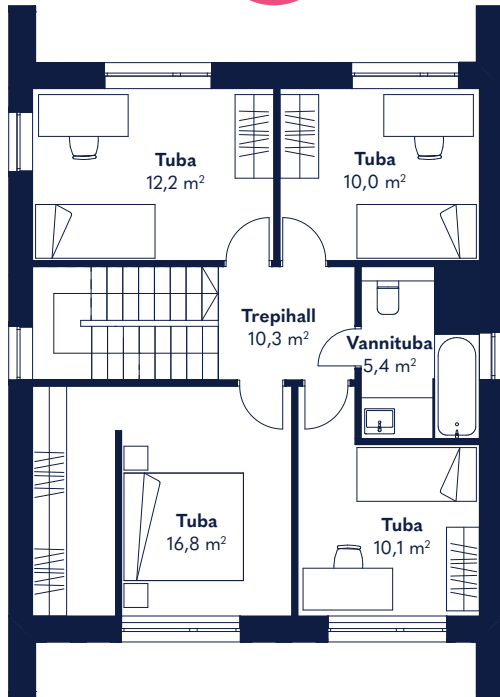 Tuba
12,2 m²
Tuba
10,0 m²
Trepihall
10,3 m²
Vannituba
5,4 m²
Tuba
16,8 m²
Tuba
10,1 m²